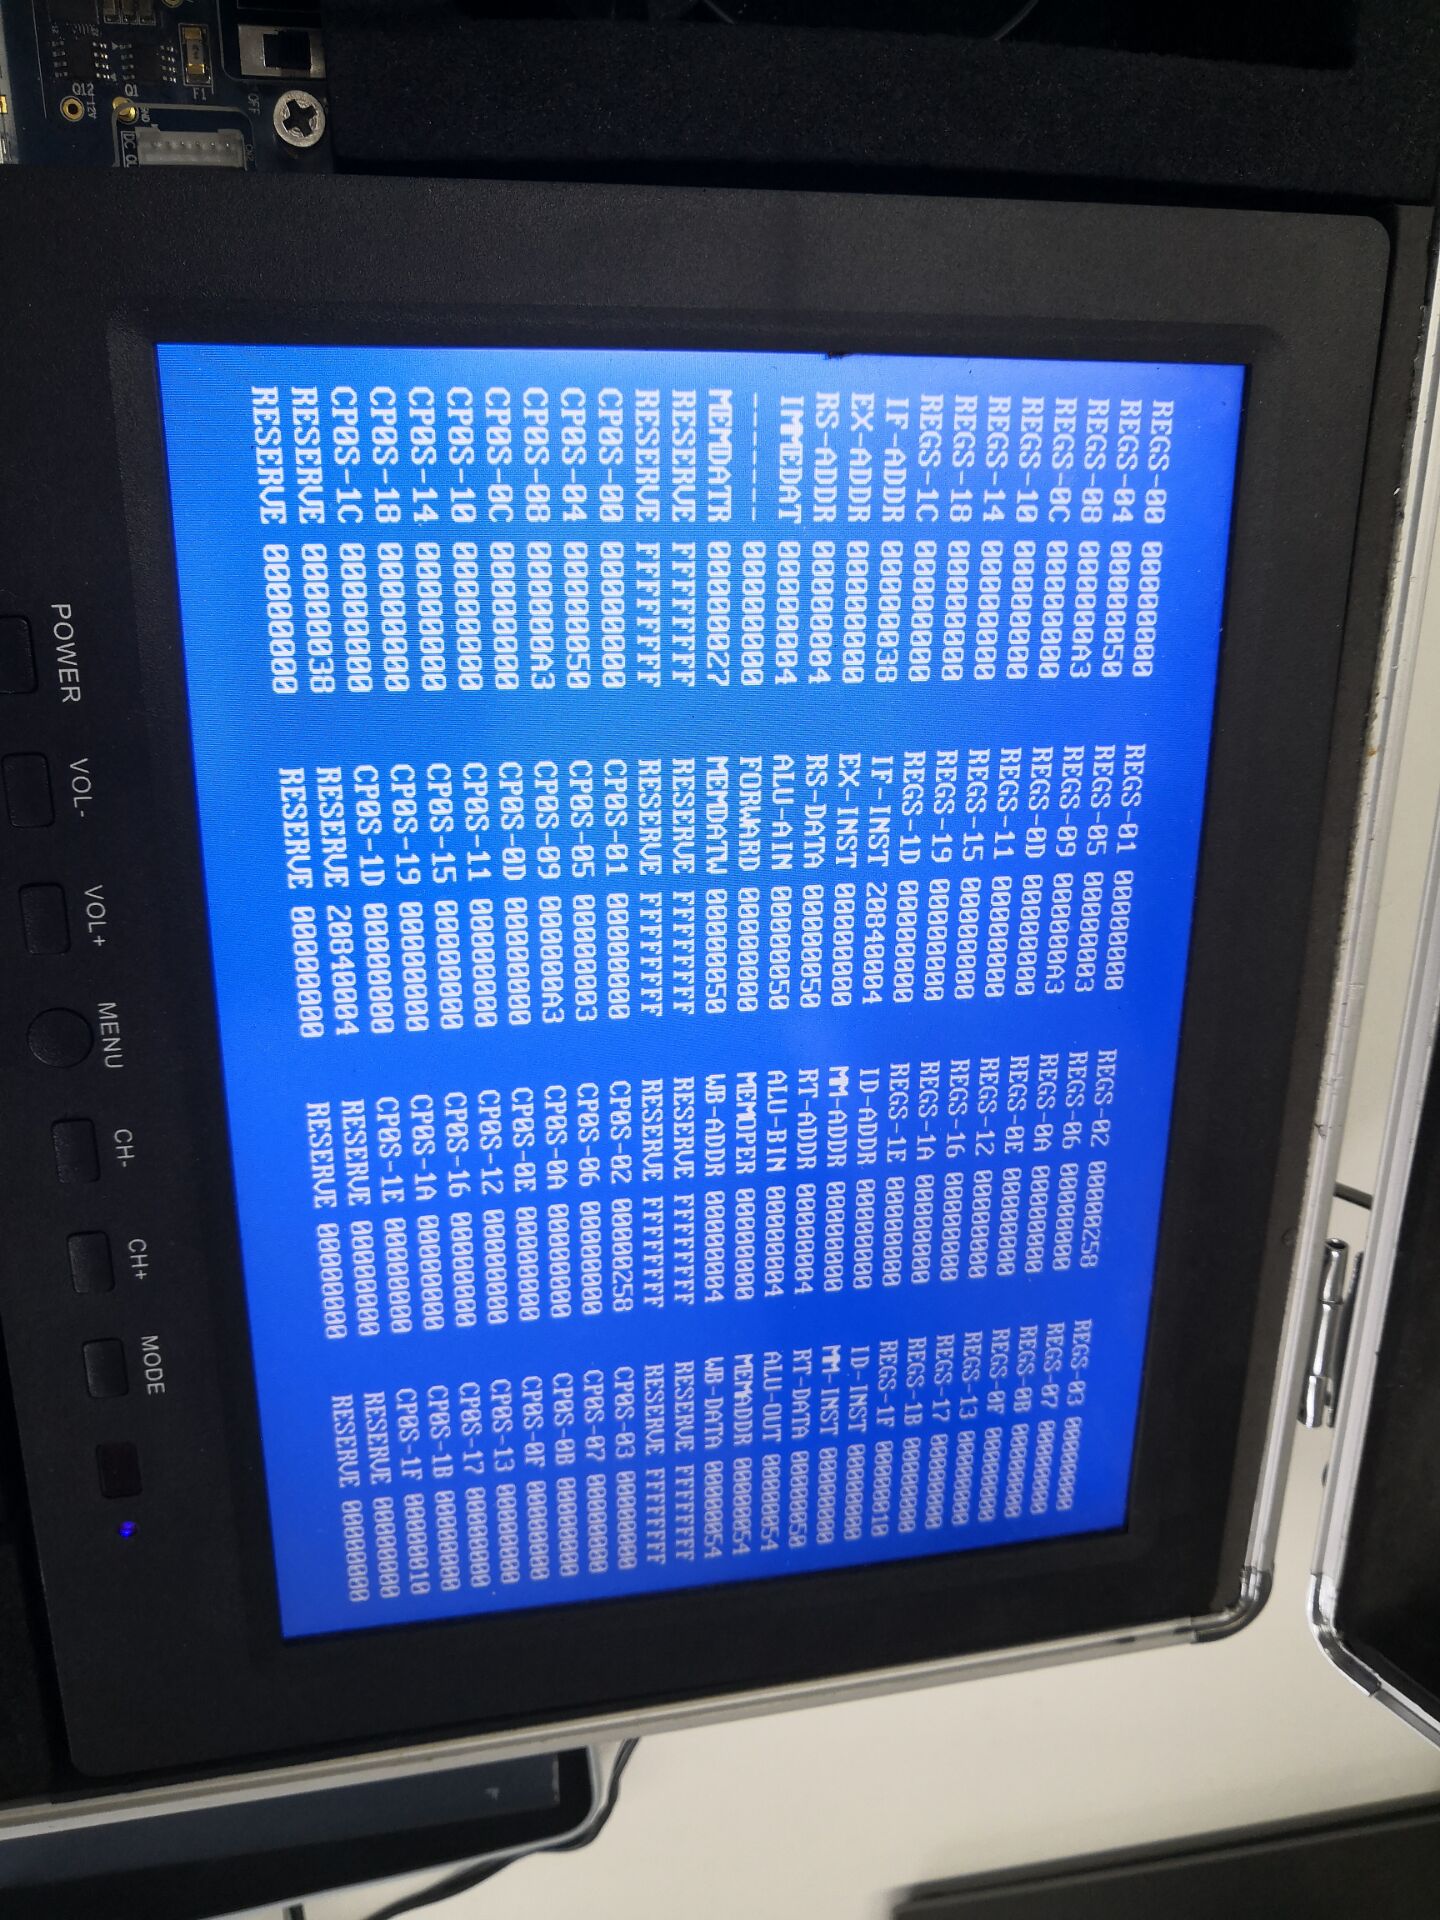 REGS-00 00000000 REGS-01 00000000 REGS-02 00000258 REGS-03 00000000
REGS-04 00000050 REGS-05 00000003 REGS-06 00000000 REGS-07 00000000
REGS-08 000000A3 REGS-09 000000A3 REGS-0A 00000000 REGS-0B 00000000
REGS-0C 00000000 REGS-0D 00000000 REGS-0E 00000000 REGS-0F 00000000
REGS-10 00000000 REGS-11 00000000 REGS-12 00000000 REGS-13 00000000
REGS-14 00000000 REGS-15 00000000 REGS-16 00000000 REGS-17 00000000
REGS-18 00000000 REGS-19 00000000 REGS-1A 00000000 REGS-1B 00000000
REGS-1C 00000000 REGS-1D 00000000 REGS-1E 00000000 REGS-1F 00000010
IF-ADDR 00000038 IF-INST 20840004 ID-ADDR 00000000 ID-INST 00000000
EX-ADDR 00000000 EX-INST 00000000 MM-ADDR 00000000 MM-INST 00000000
RS-ADDR 00000004 RS-DATA 00000050 RT-ADDR 00000004 RT-DATA 00000050
IMMEDAT 00000004 ALU-AIN 00000050 ALU-BIN 00000004 ALU-OUT 00000054
------- 00000000 FORWARD 00000000 MEMOPER 00000000 MEMADDR 00000054
MEMDATR 00000027 MEMDATW 00000050 WB-ADDR 00000004 WB-DATA 00000054
RESERVE FFFFFFFF RESERVE FFFFFFFF RESERVE FFFFFFFF RESERVE FFFFFFFF
RESERVE FFFFFFFF RESERVE FFFFFFFF RESERVE FFFFFFFF RESERVE FFFFFFFF
CP0S-00 00000000 CP0S-01 00000000 CP0S-02 00000258 CP0S-03 00000000
CP0S-04 00000050 CP0S-05 00000003 CP0S-06 00000000 CP0S-07 00000000
CP0S-08 000000A3 CP0S-09 000000A3 CP0S-0A 00000000 CP0S-0B 00000000
CP0S-0C 00000000 CP0S-0D 00000000 CP0S-0E 00000000 CP0S-0F 00000000
CP0S-10 00000000 CP0S-11 00000000 CP0S-12 00000000 CP0S-13 00000000
CP0S-14 00000000 CP0S-15 00000000 CP0S-16 00000000 CP0S-17 00000000
CP0S-18 00000000 CP0S-19 00000000 CP0S-1A 00000000 CP0S-1B 00000000
CP0S-1C 00000000 CP0S-1D 00000000 CP0S-1E 00000000 CP0S-1F 00000010
RESERVE 00000038 RESERVE 20840004 RESERVE 00000000 RESERVE 00000000
RESERVE 00000000 RESERVE 00000000 RESERVE 00000000 RESERVE 00000000
POWER VOL- VOL+ MENU CH- CH+ MODE
Q12
Q1
F1
OFF
GND